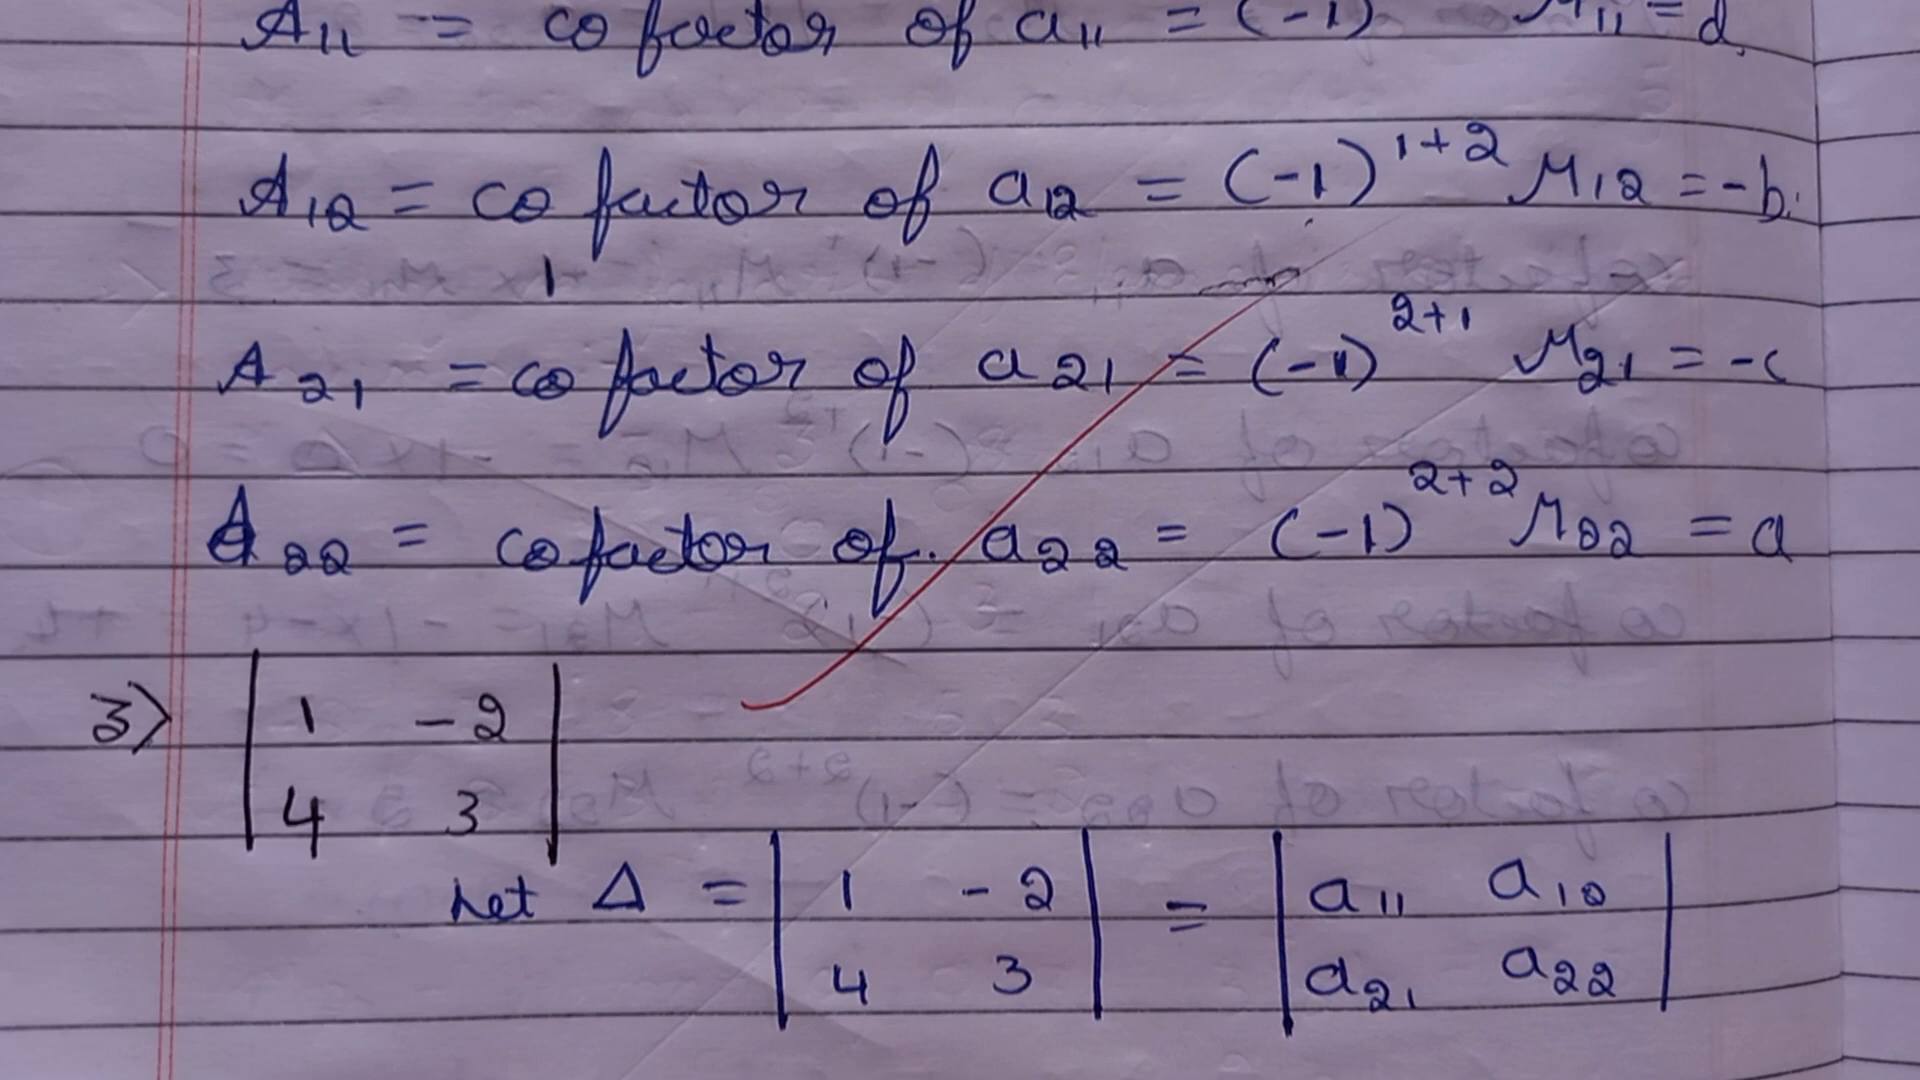 A₁₁ = cofactor of a₁₁ = (-1) M₁₁ = d.
A₁₂ = cofactor of a₁₂ = (-1)¹⁺² M₁₂ = -b.
A₂₁ = cofactor of a₂₁ = (-1)²⁺¹ M₂₁ = -c
A₂₂ = cofactor of. a₂₂ = (-1)²⁺² M₂₂ = a
3) | 1 -2 |
| 4 3 |
Let Δ = | 1 -2 | = | a₁₁ a₁₂ |
| 4 3 | | a₂₁ a₂₂ |